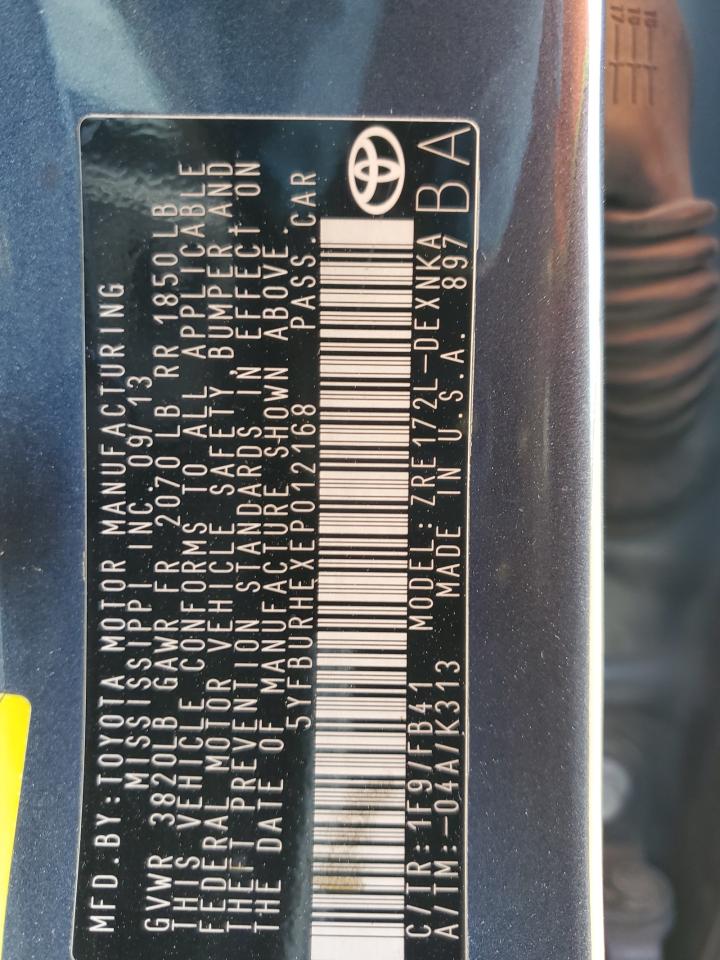 MFD.BY:TOYOTA MOTOR MANUFACTURING
MISSISSIPPI INC. 09/13
GVWR 3820LB GAWR FR 2070 LB RR 1850 LB
THIS VEHICLE CONFORMS TO ALL APPLICABLE
FEDERAL MOTOR VEHICLE SAFETY, BUMPER AND
THEFT PREVENTION STANDARDS IN EFFECT ON
THE DATE OF MANUFACTURE SHOWN ABOVE.
5YFBURHEXEP012168 PASS.CAR
C/TR: 1F9/FB41 MODEL: ZRE172L-DEXNKA
A/TM:-04A/K313 MADE IN U.S.A. 897
BA